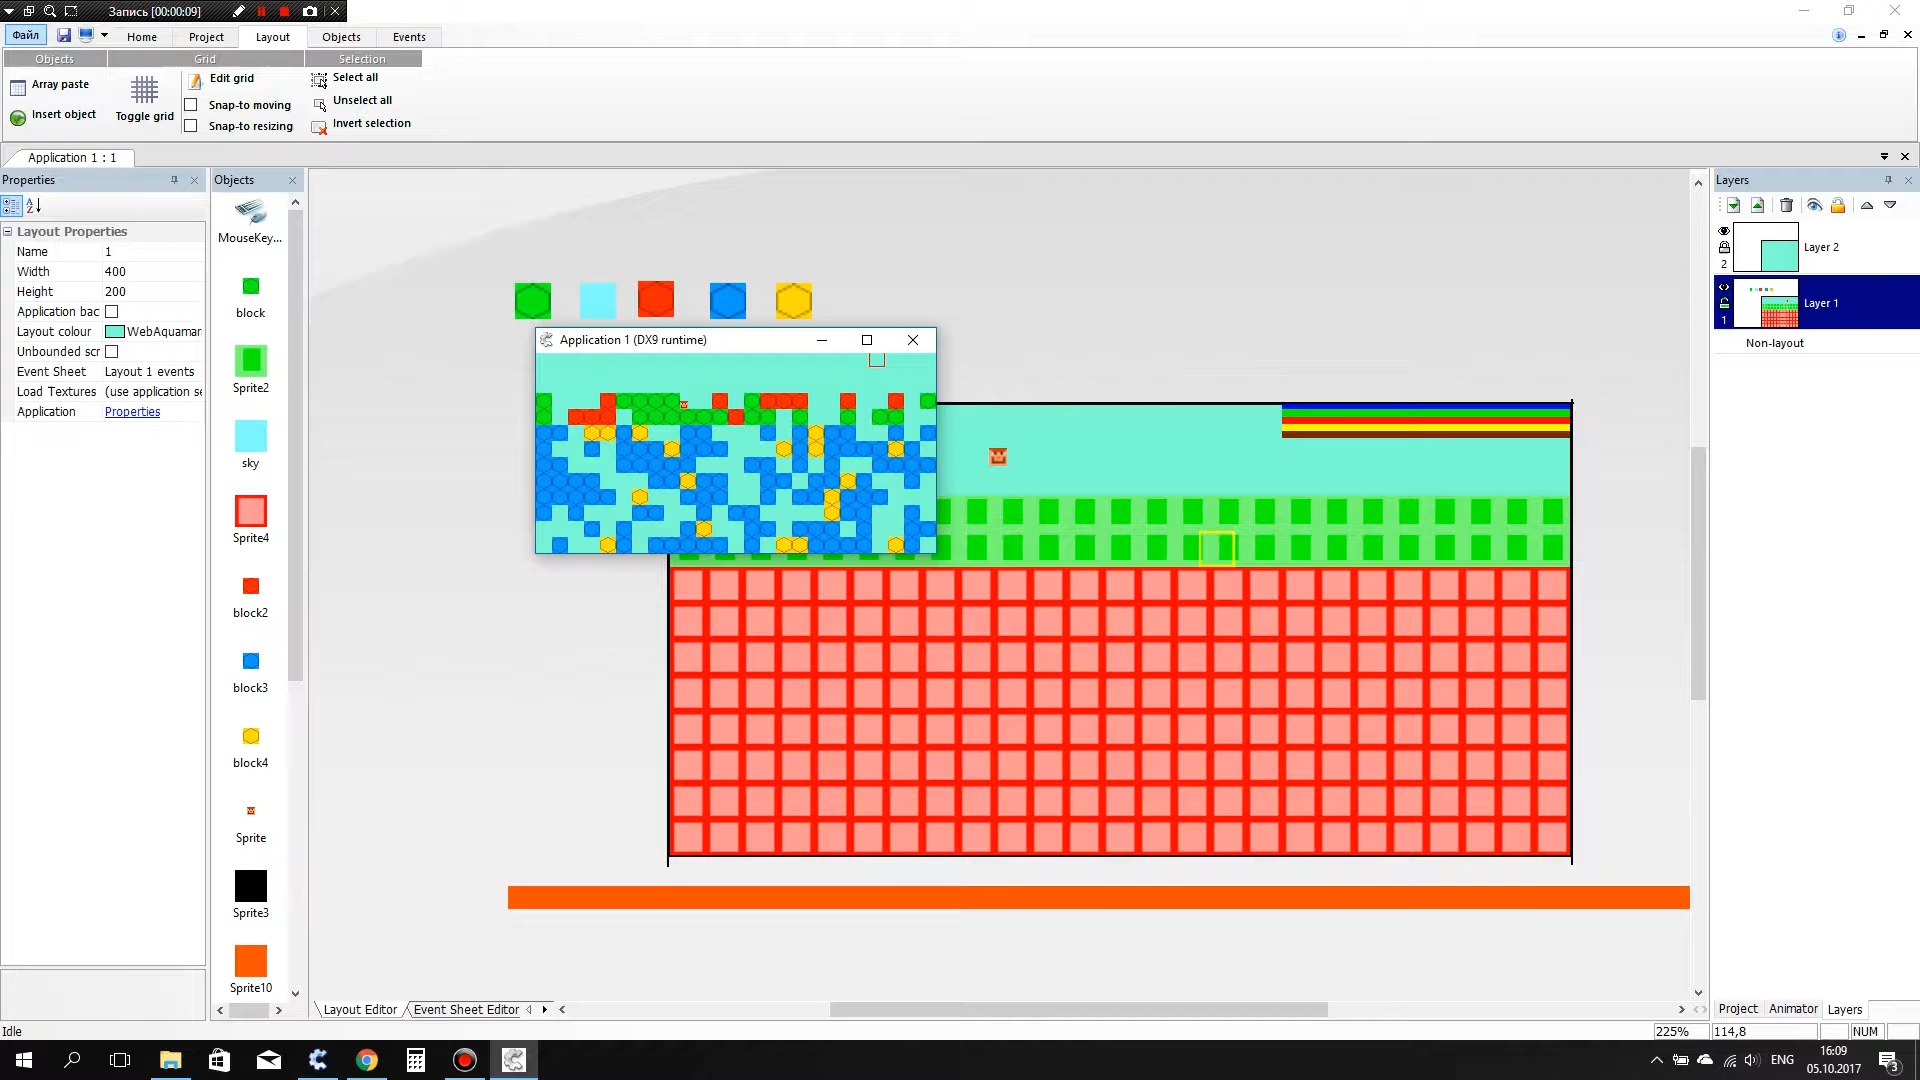 Запись [00:00:09]
Файл
Home
Project
Layout
Objects
Events
Objects
Grid
Selection
Array paste
Insert object
Toggle grid
Edit grid
Snap-to moving
Snap-to resizing
Select all
Unselect all
Invert selection
Application 1 : 1
Properties
Objects
Layers
Layout Properties
Name 1
Width 400
Height 200
Application bac
Layout colour WebAquamar
Unbounded scr
Event Sheet Layout 1 events
Load Textures (use application se
Application Properties
MouseKey...
block
Sprite2
sky
Sprite4
block2
block3
block4
Sprite
Sprite3
Sprite10
Application 1 (DX9 runtime)
2
Layer 2
1
Layer 1
Non-layout
Layout Editor
Event Sheet Editor
Project
Animator
Layers
Idle
225%
114,8
NUM
ENG
16:09
05.10.2017
3